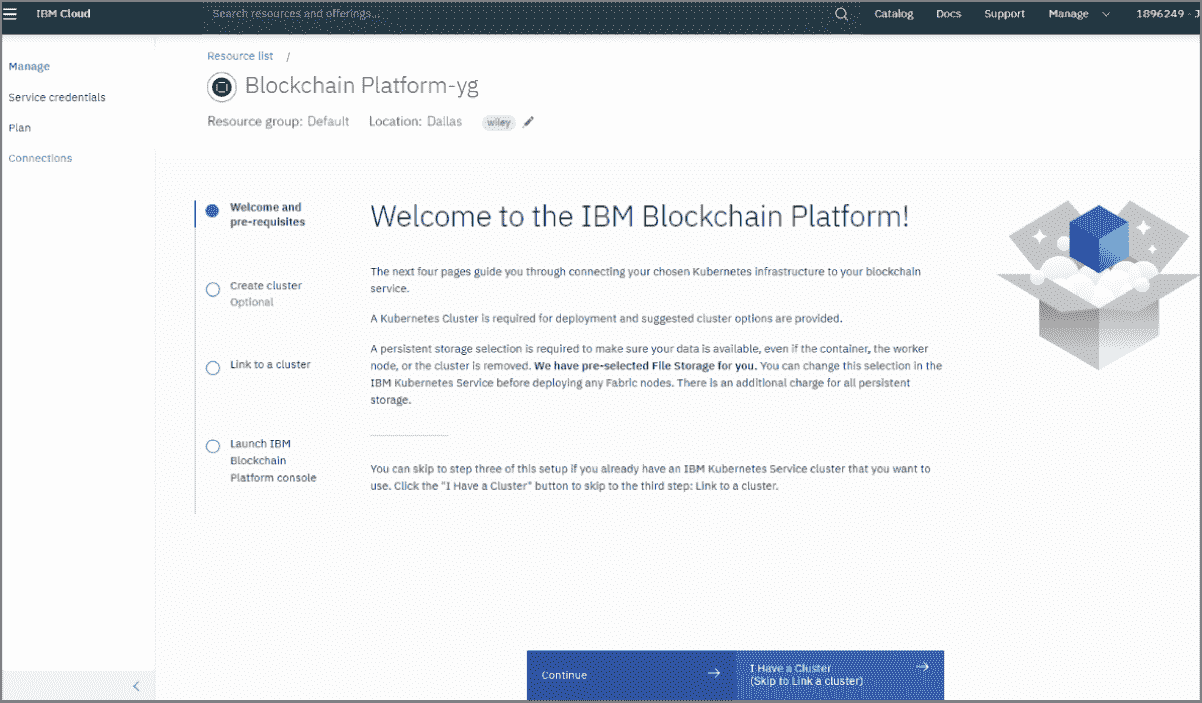 IBM Cloud
Search resources and offerings...
Catalog
Docs
Support
Manage
1896249 - J
Manage
Service credentials
Plan
Connections
Resource list /
Blockchain Platform-yg
Resource group: Default Location: Dallas wiley
Welcome and
pre-requisites
Create cluster
Optional
Link to a cluster
Launch IBM
Blockchain
Platform console
Welcome to the IBM Blockchain Platform!
The next four pages guide you through connecting your chosen Kubernetes infrastructure to your blockchain
service.
A Kubernetes Cluster is required for deployment and suggested cluster options are provided.
A persistent storage selection is required to make sure your data is available, even if the container, the worker
node, or the cluster is removed. We have pre-selected File Storage for you. You can change this selection in the
IBM Kubernetes Service before deploying any Fabric nodes. There is an additional charge for all persistent
storage.
You can skip to step three of this setup if you already have an IBM Kubernetes Service cluster that you want to
use. Click the "I Have a Cluster" button to skip to the third step: Link to a cluster.
Continue
I Have a Cluster
(Skip to Link a cluster)